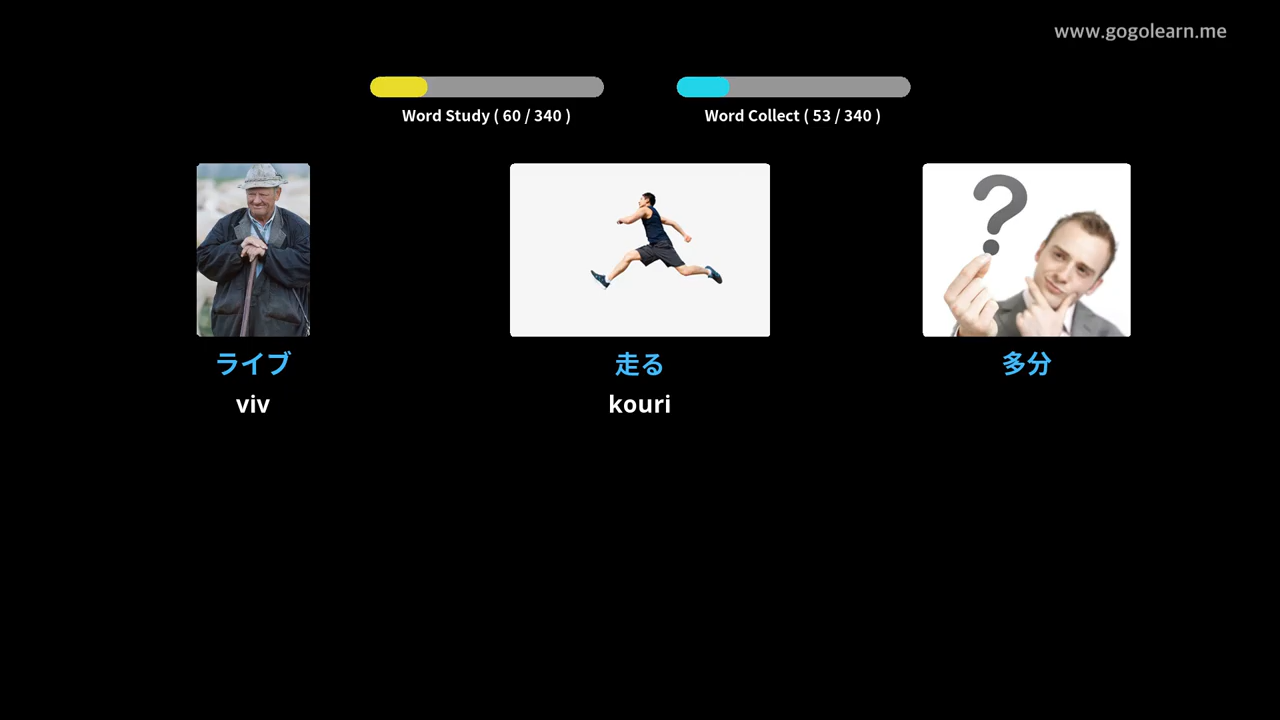 www.gogolearn.me
Word Study ( 60 / 340 )
Word Collect ( 53 / 340 )
ライブ
走る
多分
viv
kouri